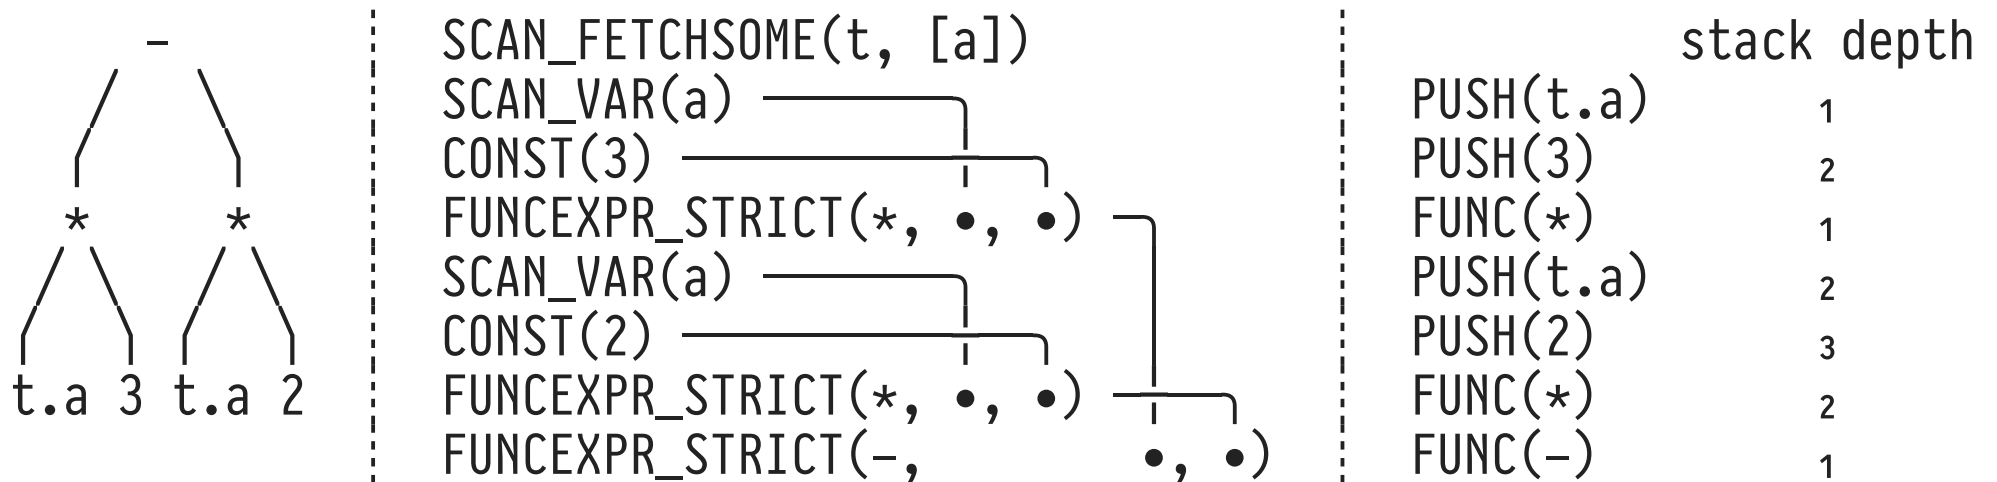 -
* *
t.a 3 t.a 2
SCAN_FETCHSOME(t, [a])
SCAN_VAR(a)
CONST(3)
FUNCEXPR_STRICT(*, •, •)
SCAN_VAR(a)
CONST(2)
FUNCEXPR_STRICT(*, •, •)
FUNCEXPR_STRICT(-, •, •)
stack depth
PUSH(t.a) 1
PUSH(3) 2
FUNC(*) 1
PUSH(t.a) 2
PUSH(2) 3
FUNC(*) 2
FUNC(-) 1